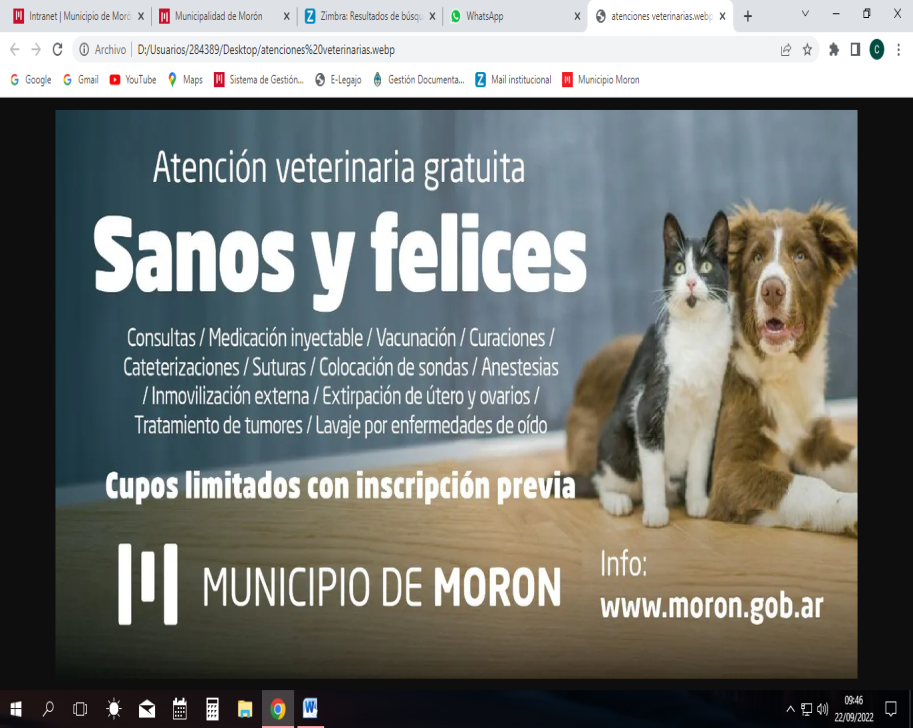 Intranet | Municipio de Moró
Municipalidad de Morón
Zimbra: Resultados de búsqu
WhatsApp
atenciones veterinarias.webp
Archivo D:/Usuarios/284389/Desktop/atenciones%20veterinarias.webp
C
Google Gmail YouTube Maps Sistema de Gestión... E-Legajo Gestión Documenta... Mail institucional Municipio Moron
Atención veterinaria gratuita
Sanos y felices
Consultas / Medicación inyectable / Vacunación / Curaciones /
Cateterizaciones / Suturas / Colocación de sondas / Anestesias
/ Inmovilización externa / Extirpación de útero y ovarios /
Tratamiento de tumores / Lavaje por enfermedades de oído
Cupos limitados con inscripción previa
MUNICIPIO DE MORON
Info:
www.moron.gob.ar
09:46
22/09/2022